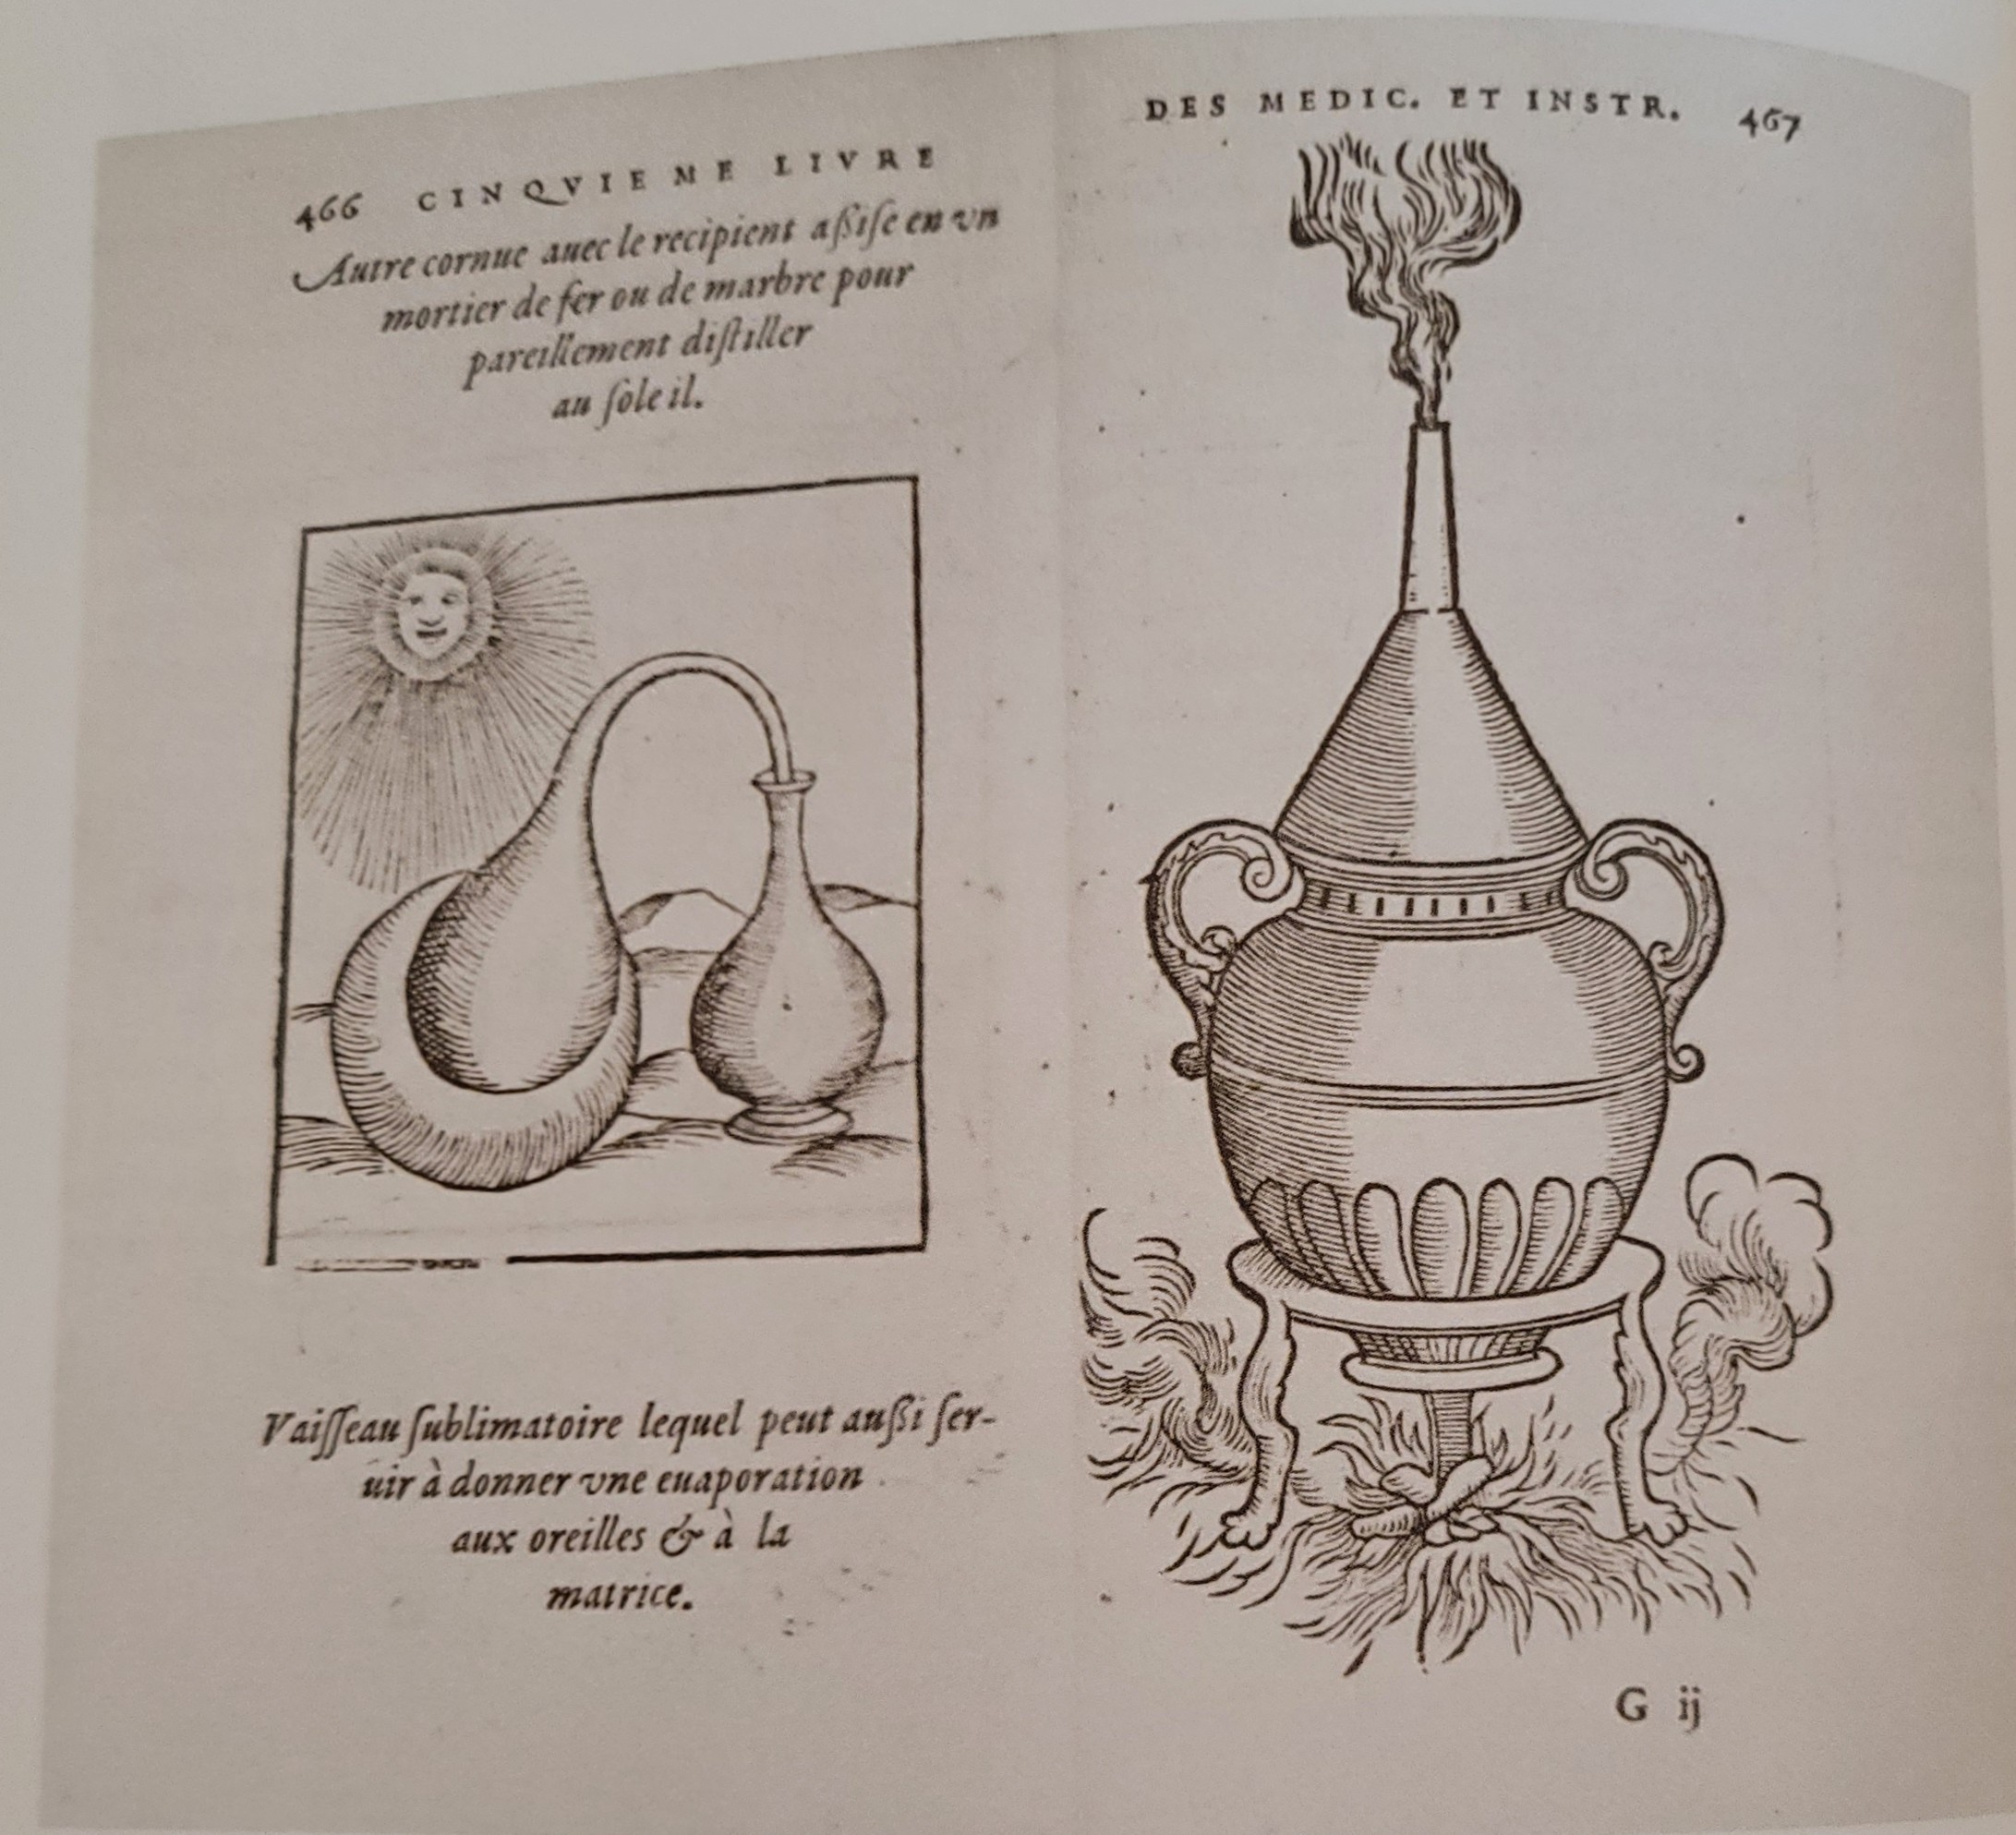 466 CINQVIEME LIVRE
Autre cornue auec le recipient aßiſe en vn
mortier de fer ou de marbre pour
pareillement diſtiller
au ſoleil.
Vaiſſeau ſublimatoire lequel peut außi ſer-
uir à donner vne euaporation
aux oreilles & à la
matrice.
DES MEDIC. ET INSTR. 467
G ij